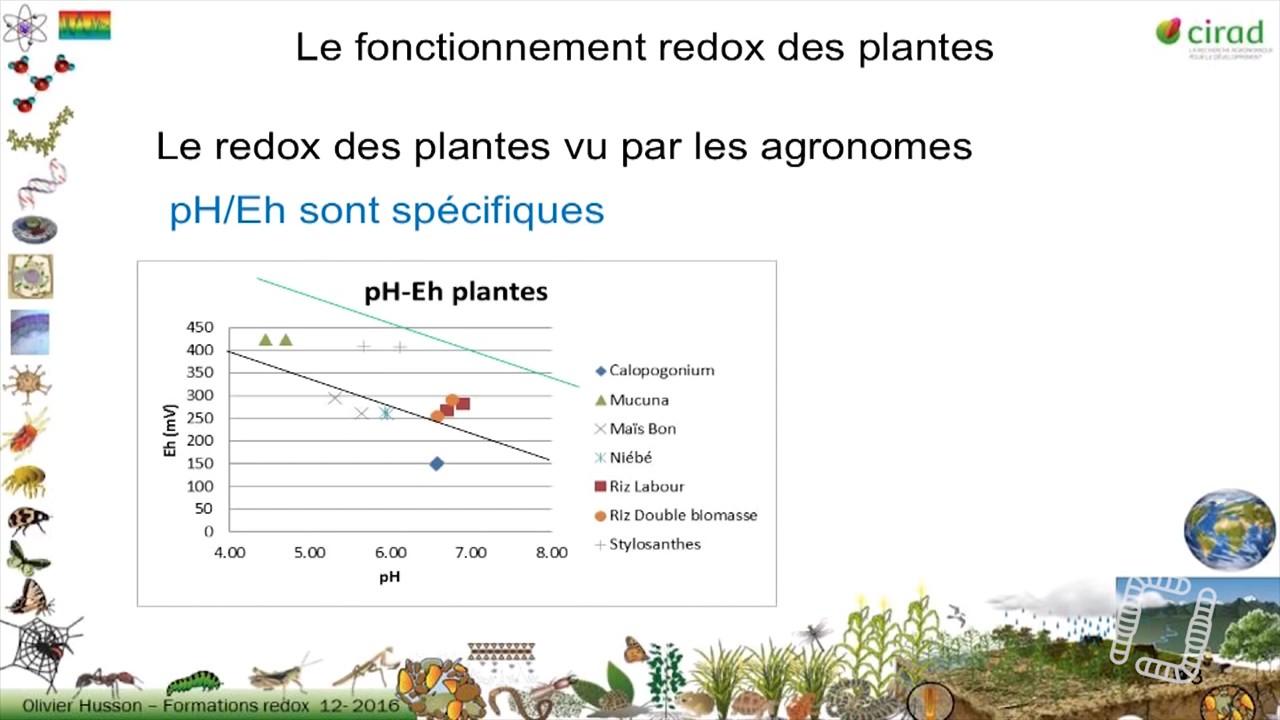 Le fonctionnement redox des plantes
cirad
LA RECHERCHE AGRONOMIQUE
POUR LE DÉVELOPPEMENT
Le redox des plantes vu par les agronomes
pH/Eh sont spécifiques
pH-Eh plantes
450
400
350
300
250
200
150
100
50
0
Eh (mV)
4.00 5.00 6.00 7.00 8.00
pH
Calopogonium
Mucuna
Maïs Bon
Niébé
Riz Labour
Riz Double biomasse
Stylosanthes
Olivier Husson – Formations redox 12- 2016